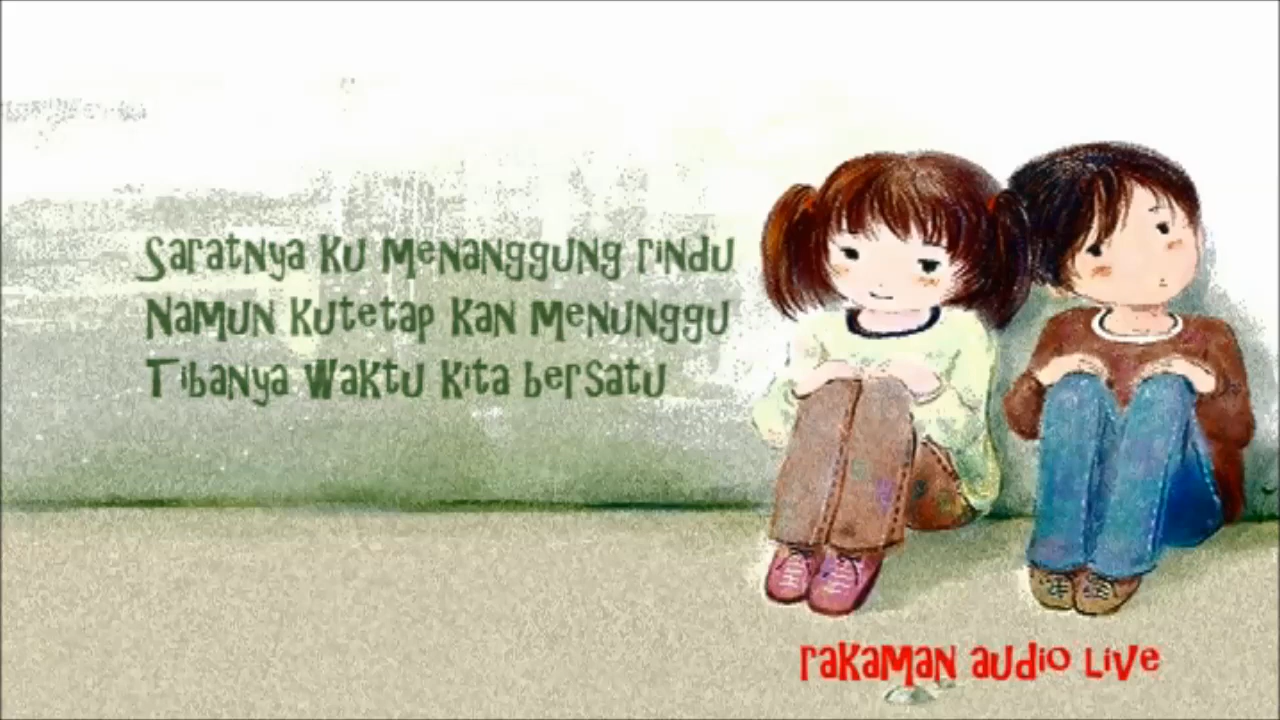 Saratnya Ku Menanggung rindu
Namun Kutetap Kan Menunggu
Tibanya Waktu Kita bersatu
rakaman audio Live